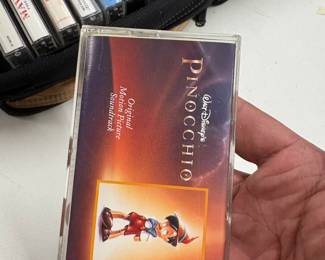 Walt Disney's
PINOCCHIO
Original
Motion Picture
Soundtrack